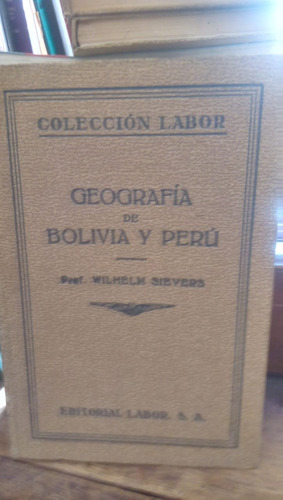 COLECCIÓN LABOR
GEOGRAFÍA
DE
BOLIVIA Y PERÚ
Prof. WILHELM SIEVERS
EDITORIAL LABOR, S. A.